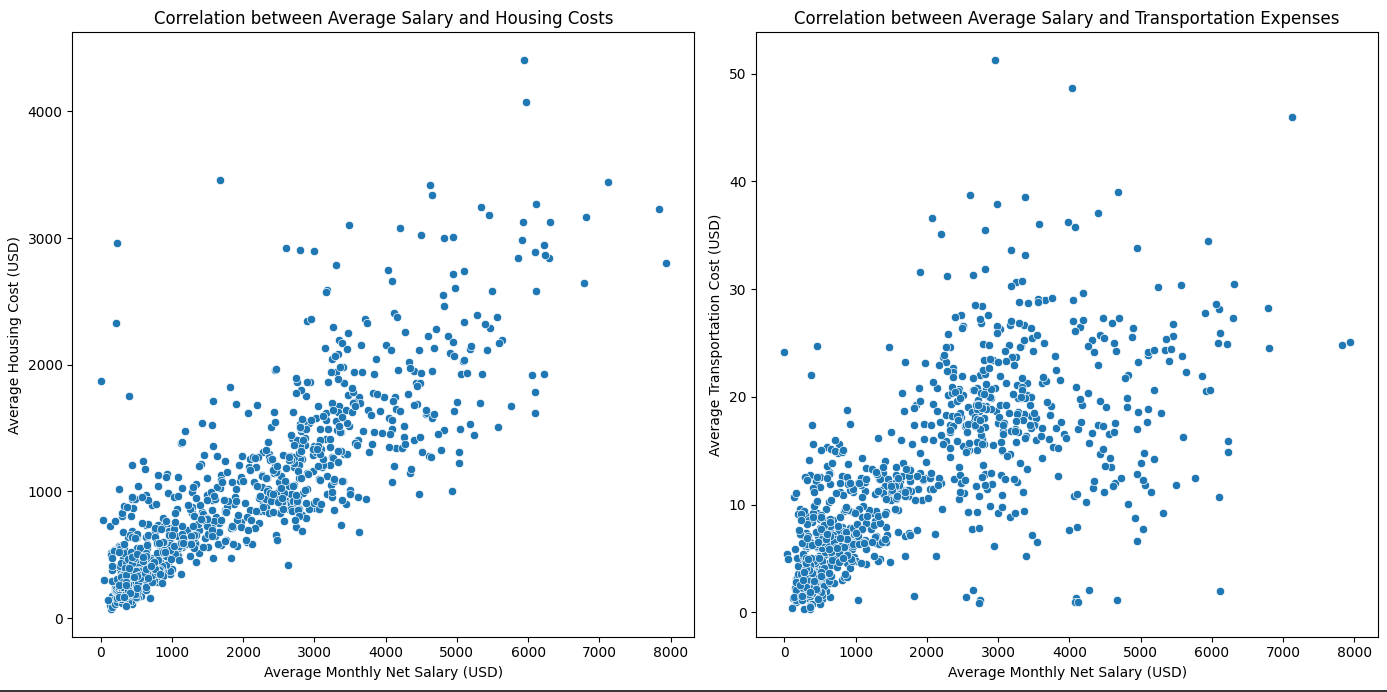 Correlation between Average Salary and Housing Costs
Average Housing Cost (USD)
4000
3000
2000
1000
0
0 1000 2000 3000 4000 5000 6000 7000 8000
Average Monthly Net Salary (USD)
Correlation between Average Salary and Transportation Expenses
Average Transportation Cost (USD)
50
40
30
20
10
0
0 1000 2000 3000 4000 5000 6000 7000 8000
Average Monthly Net Salary (USD)